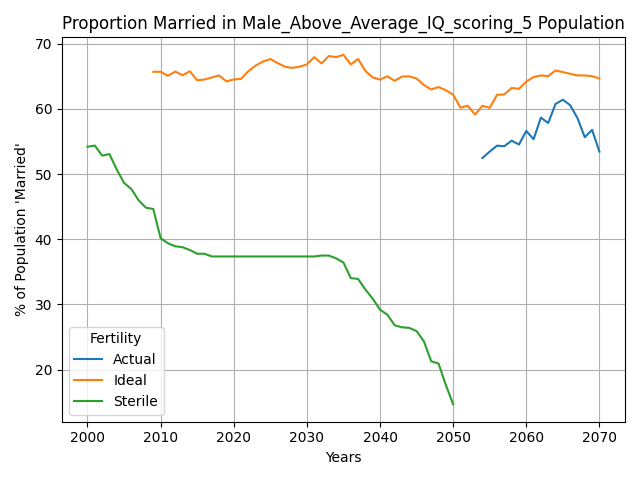 Proportion Married in Male_Above_Average_IQ_scoring_5 Population
% of Population 'Married'
70
60
50
40
30
20
Fertility
Actual
Ideal
Sterile
2000 2010 2020 2030 2040 2050 2060 2070
Years